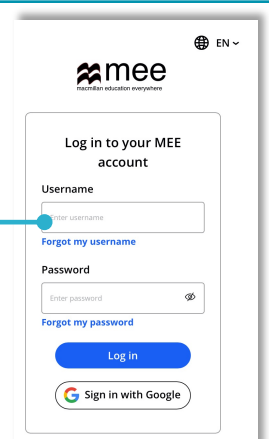 EN
mee
macmillan education everywhere
Log in to your MEE
account
Username
Enter username
Forgot my username
Password
Enter password
Forgot my password
Log in
Sign in with Google